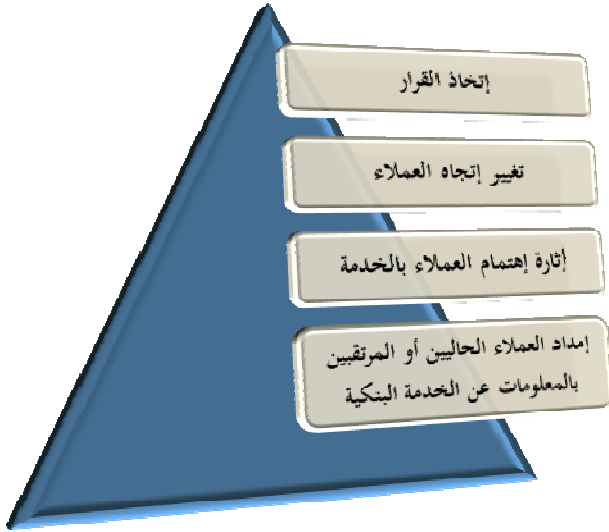 إتخاذ القرار
تغيير إتجاه العملاء
إثارة إهتمام العملاء بالخدمة
إمداد العملاء الحاليين أو المرتقبين
بالمعلومات عن الخدمة البنكية